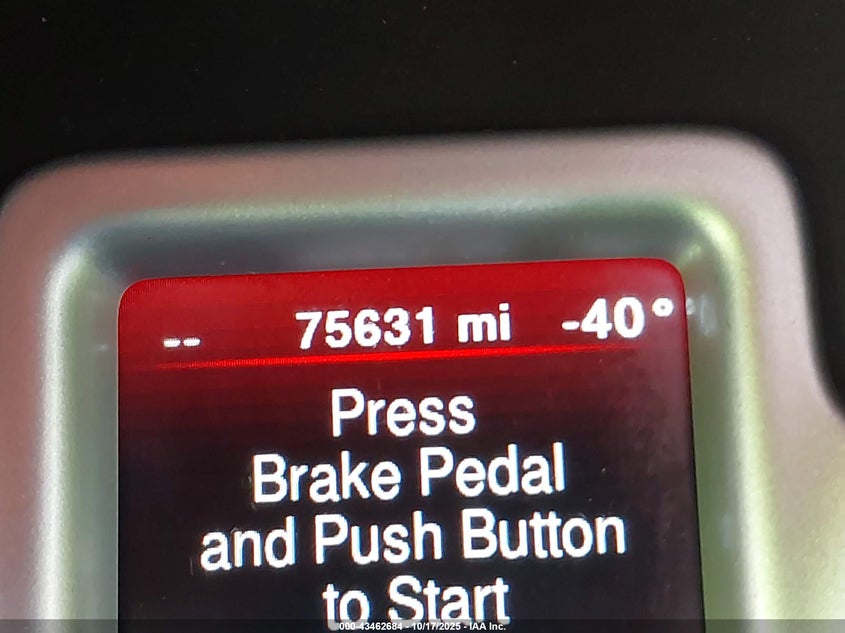 -- 75631 mi -40°
Press
Brake Pedal
and Push Button
to Start
000-43462684 - 10/17/2025 - IAA Inc.